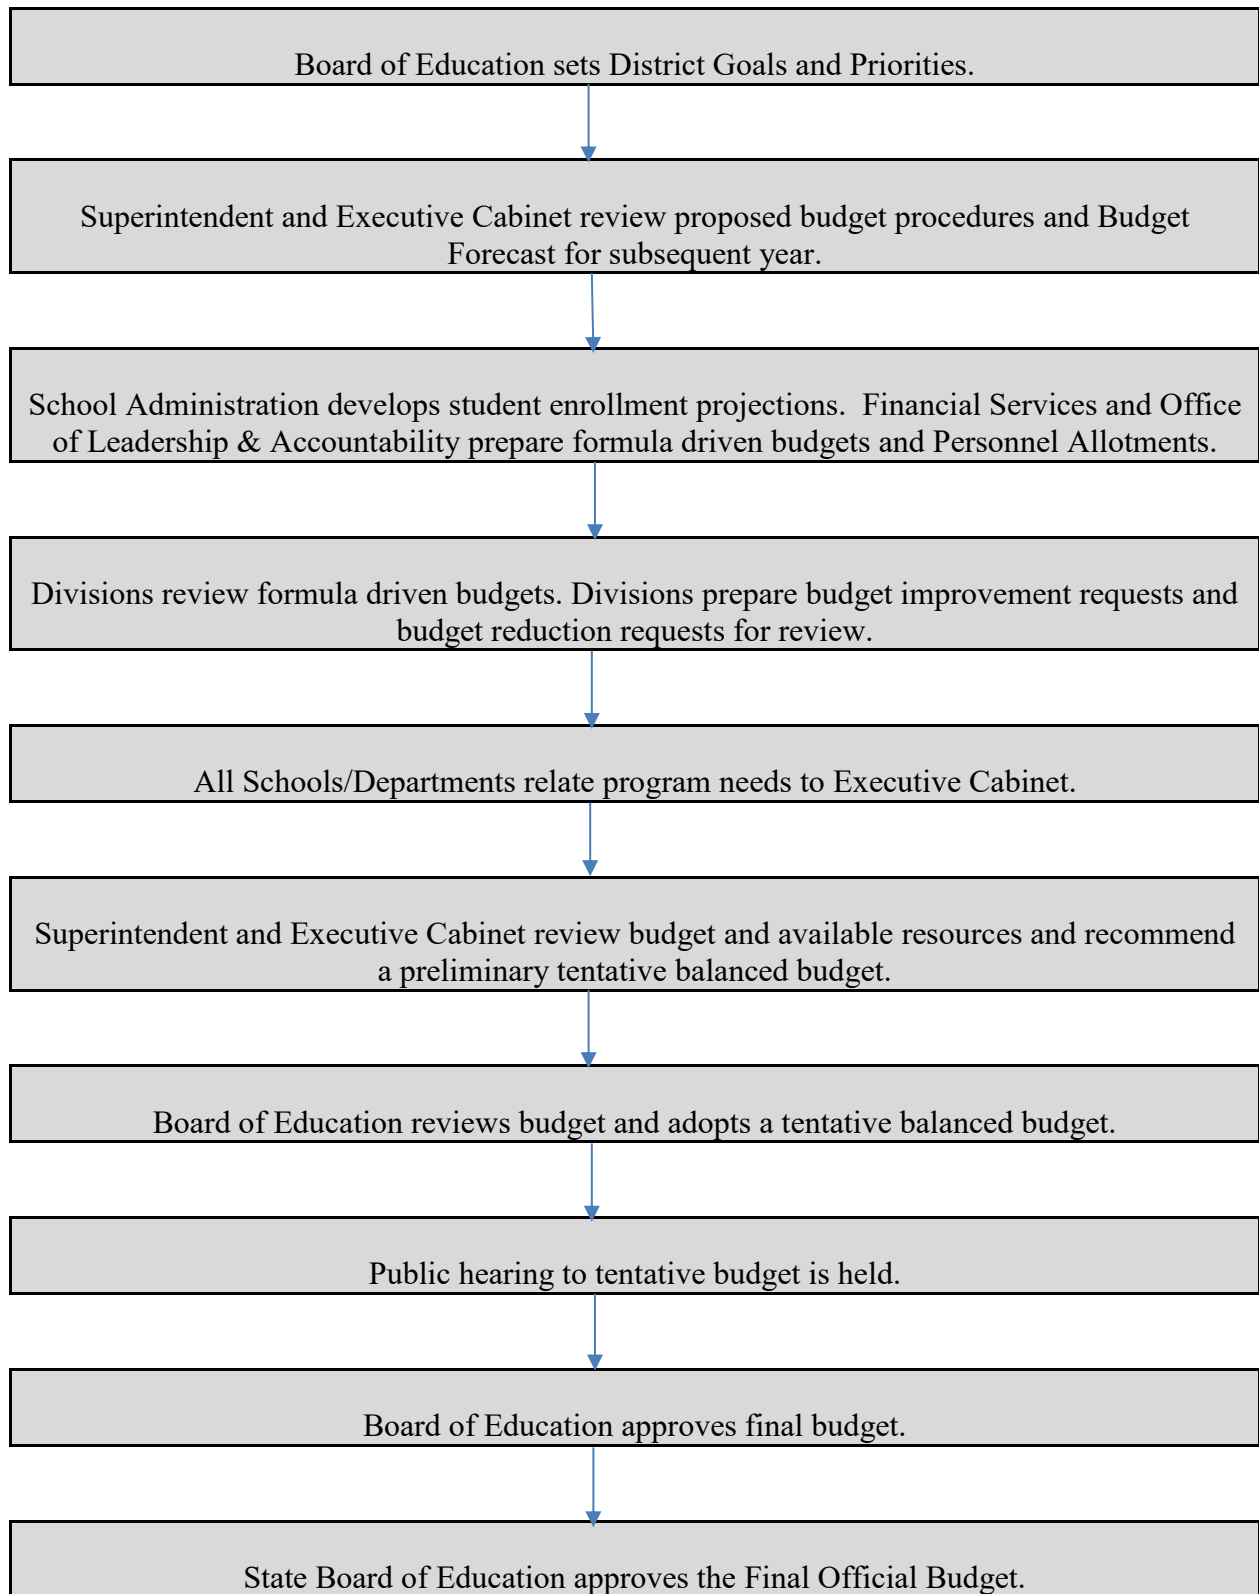 Board of Education sets District Goals and Priorities.
Superintendent and Executive Cabinet review proposed budget procedures and Budget
Forecast for subsequent year.
School Administration develops student enrollment projections.  Financial Services and Office
of Leadership & Accountability prepare formula driven budgets and Personnel Allotments.
Divisions review formula driven budgets. Divisions prepare budget improvement requests and
budget reduction requests for review.
All Schools/Departments relate program needs to Executive Cabinet.
Superintendent and Executive Cabinet review budget and available resources and recommend
a preliminary tentative balanced budget.
Board of Education reviews budget and adopts a tentative balanced budget.
Public hearing to tentative budget is held.
Board of Education approves final budget.
State Board of Education approves the Final Official Budget.